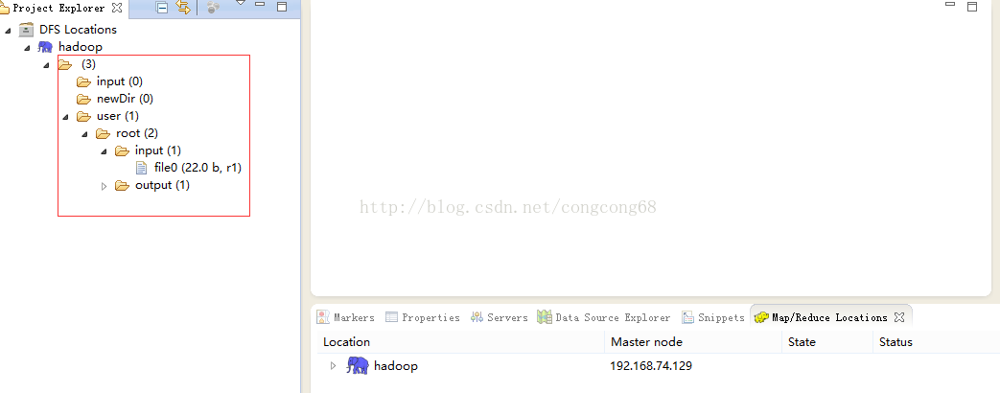 Project Explorer
DFS Locations
hadoop
(3)
input (0)
newDir (0)
user (1)
root (2)
input (1)
file0 (22.0 b, r1)
output (1)
http://blog.csdn.net/congcong68
Markers Properties Servers Data Source Explorer Snippets Map/Reduce Locations
Location Master node State Status
hadoop 192.168.74.129